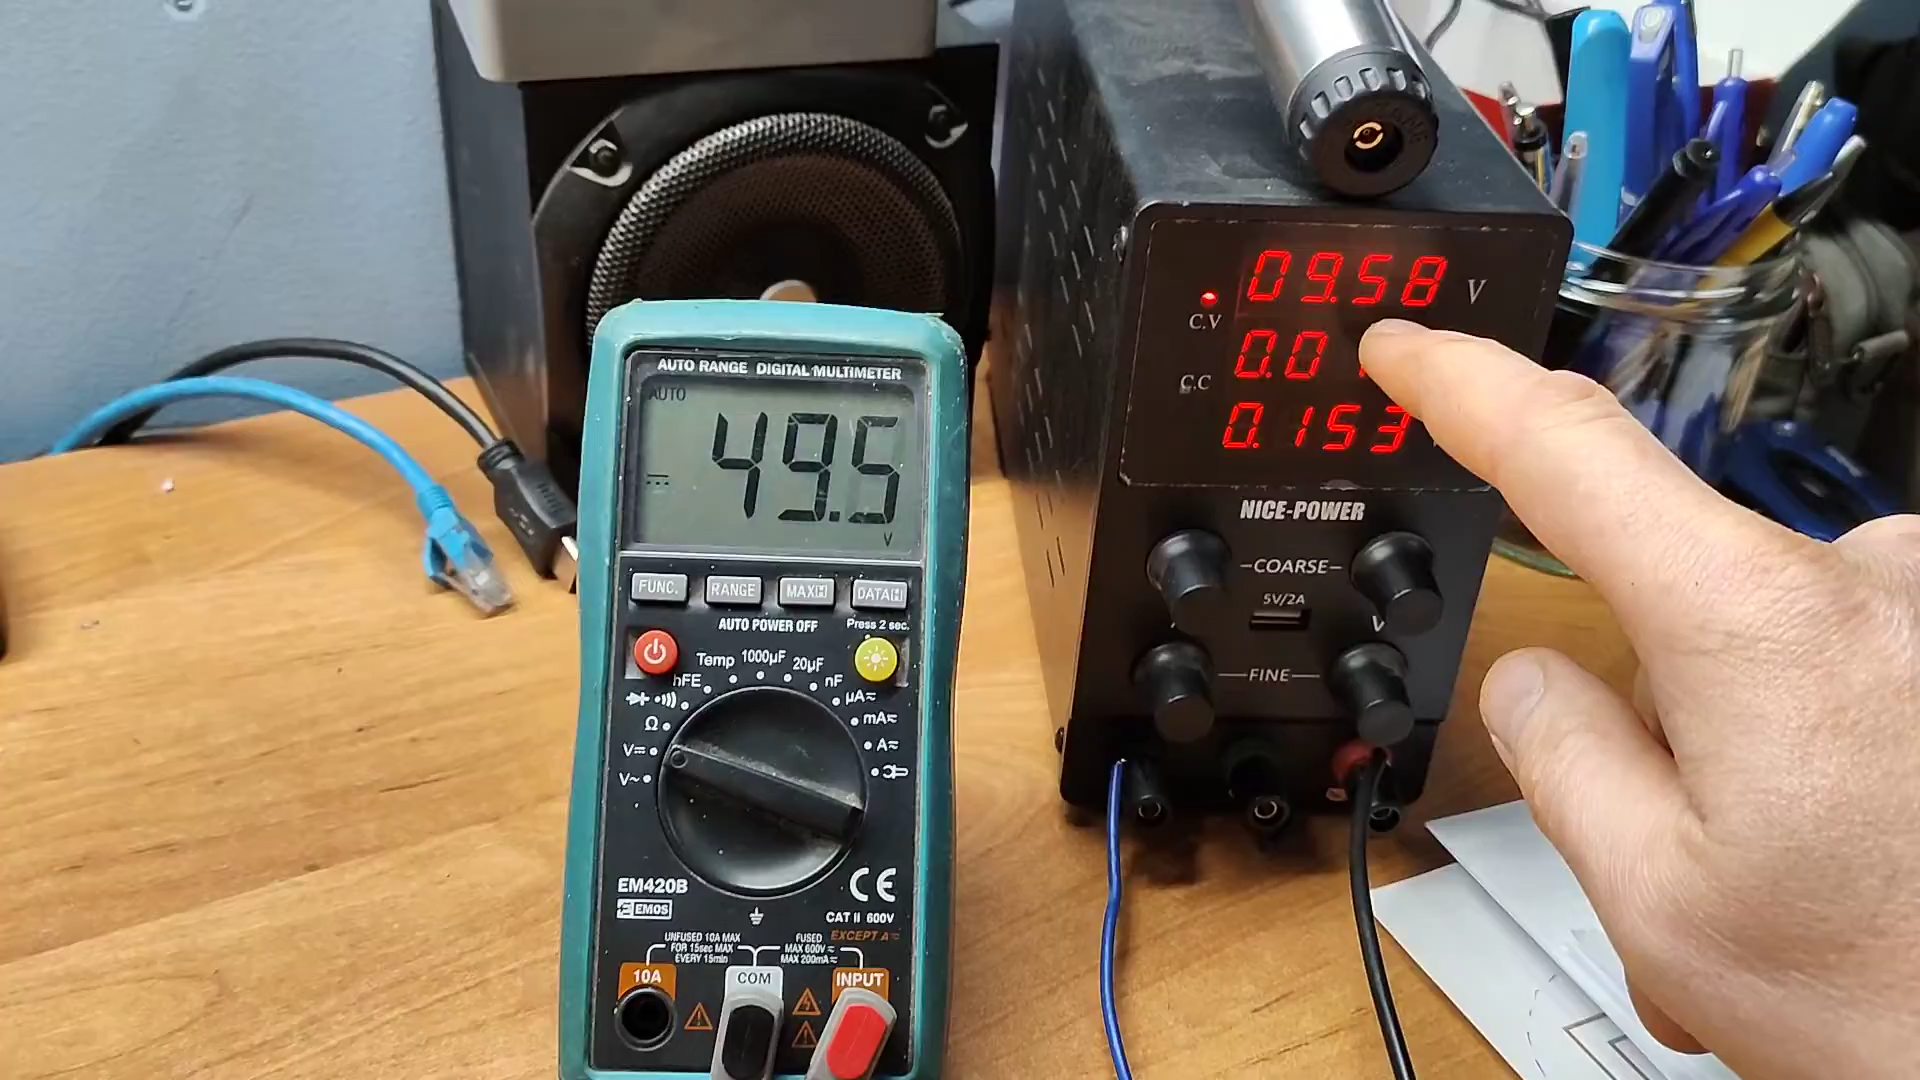 AUTO RANGE DIGITAL MULTIMETER
AUTO
49.5
V
FUNC. RANGE MAXH DATAH
AUTO POWER OFF Press 2 sec.
Temp 1000µF 20µF nF
hFE µA
Ω mA
V A
V~
EM420B
EMOS
CE
CAT II 600V
UNFUSED 10A MAX
FOR 15sec MAX
EVERY 15min
FUSED
MAX 600V
MAX 200mA
EXCEPT A
10A COM INPUT
09.58 V
C.V
0.0
C.C
0.153
NICE-POWER
COARSE
5V/2A
V
FINE